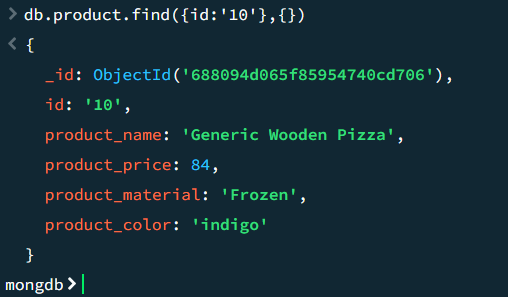 > db.product.find({id:'10'},{})
< {
_id: ObjectId('688094d065f85954740cd706'),
id: '10',
product_name: 'Generic Wooden Pizza',
product_price: 84,
product_material: 'Frozen',
product_color: 'indigo'
}
mongdb>